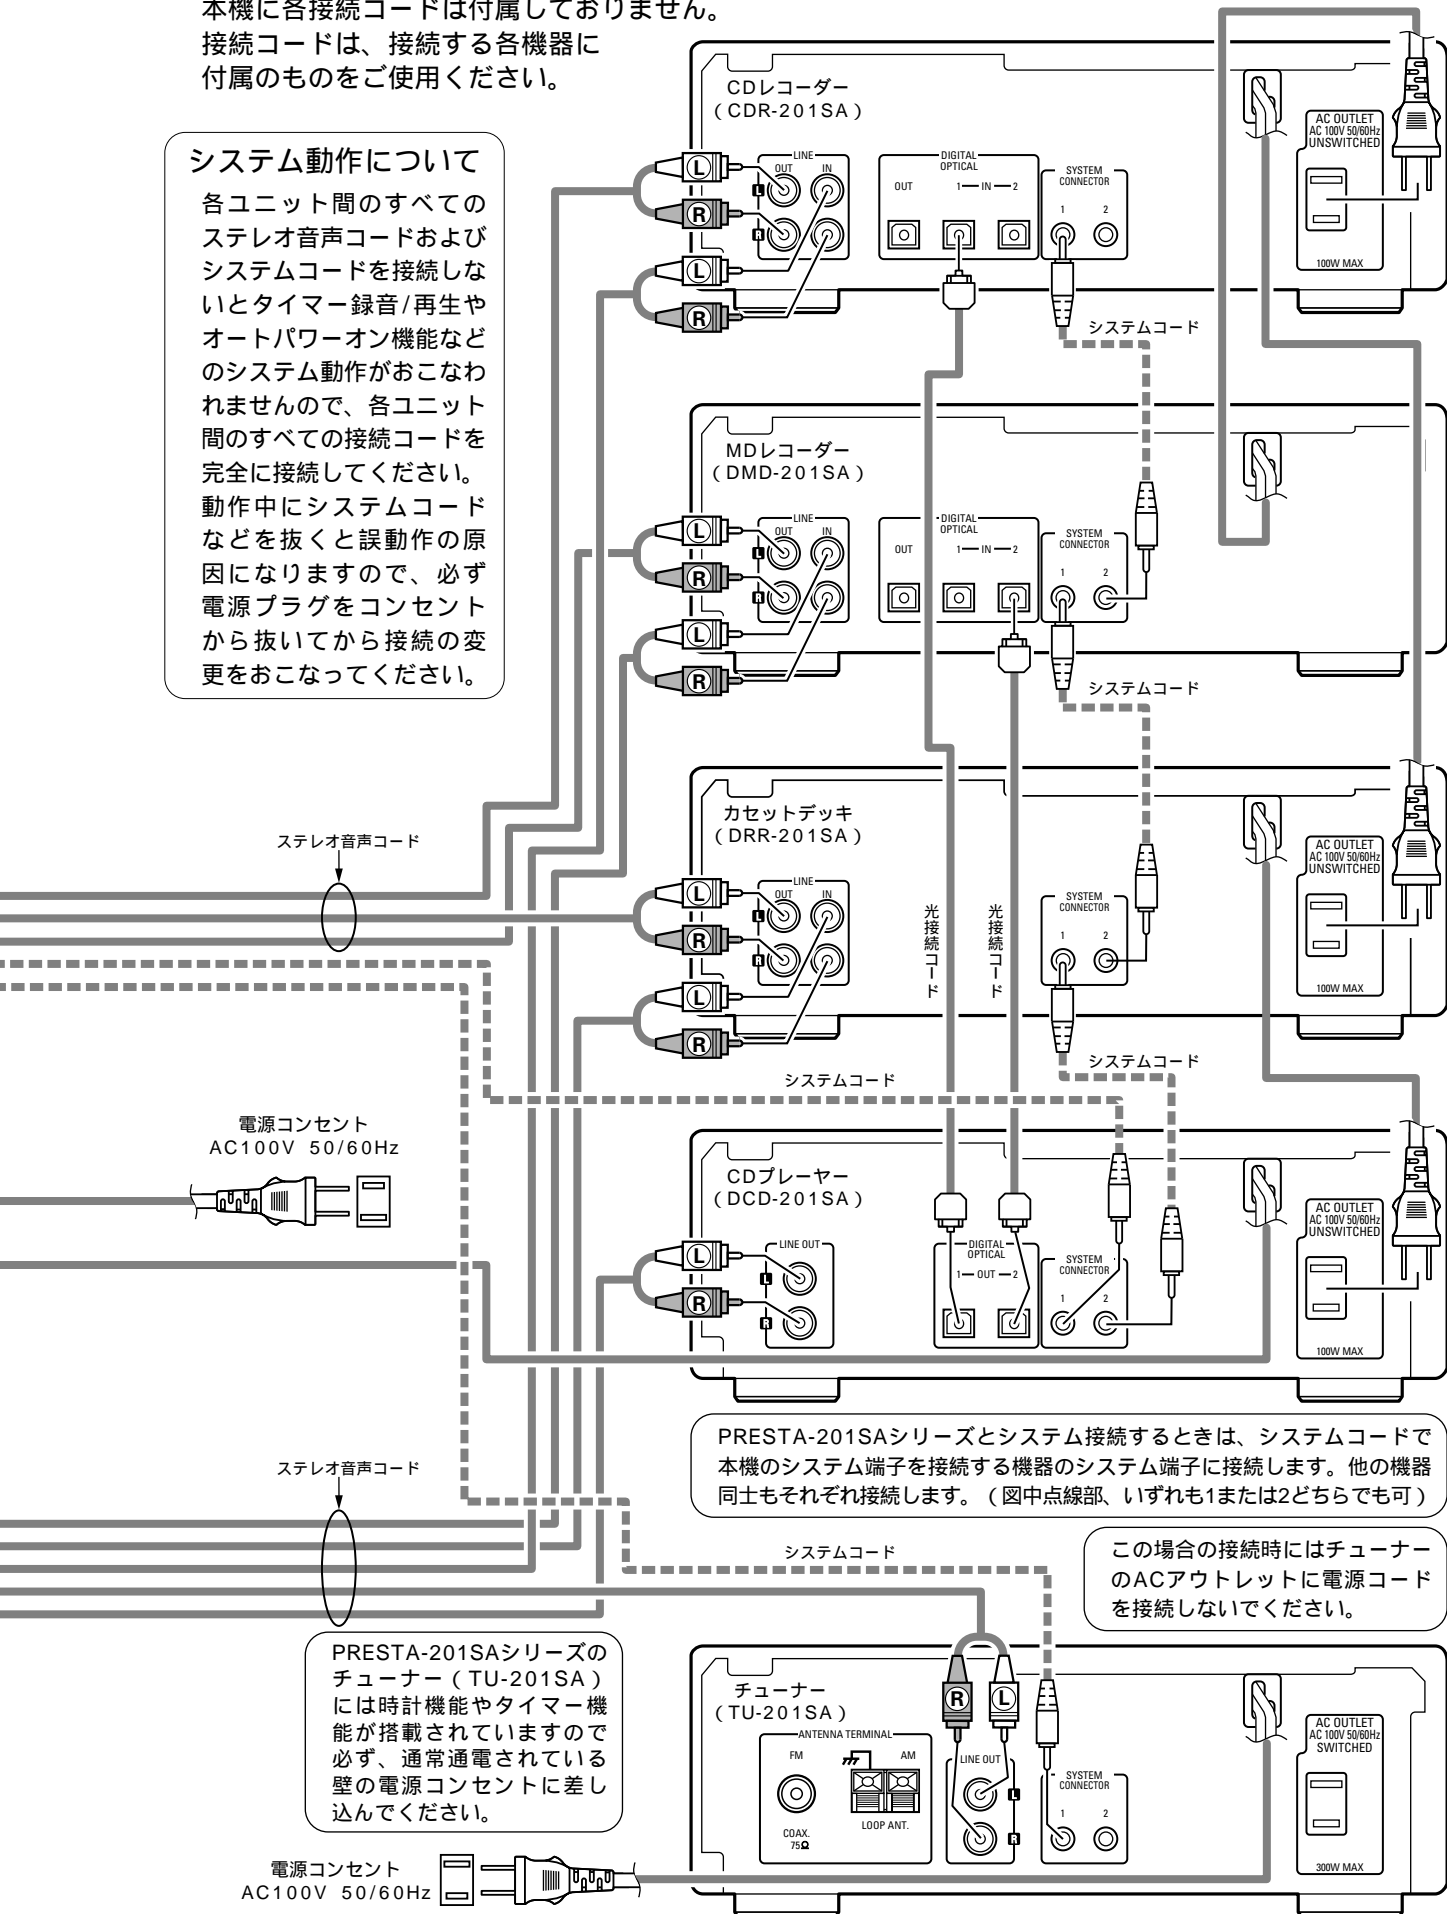 本機に各接続コードは付属しておりません。
接続コードは、接続する各機器に
付属のものをご使用ください。
システム動作について
各ユニット間のすべての
ステレオ音声コードおよび
システムコードを接続しな
いとタイマー録音/再生や
オートパワーオン機能など
のシステム動作がおこなわ
れませんので、各ユニット
間のすべての接続コードを
完全に接続してください。
動作中にシステムコード
などを抜くと誤動作の原
因になりますので、必ず
電源プラグをコンセント
から抜いてから接続の変
更をおこなってください。
CDレコーダー
（CDR-201SA）
LINE
OUT IN
L
R
L
R
L
R
DIGITAL
OPTICAL
OUT 1 IN 2
SYSTEM
CONNECTOR
1 2
AC OUTLET
AC 100V 50/60Hz
UNSWITCHED
100W MAX
システムコード
MDレコーダー
（DMD-201SA）
LINE
OUT IN
L
R
L
R
L
R
DIGITAL
OPTICAL
OUT 1 IN 2
SYSTEM
CONNECTOR
1 2
システムコード
カセットデッキ
（DRR-201SA）
LINE
OUT IN
L
R
L
R
L
R
光接続コード
光接続コード
SYSTEM
CONNECTOR
1 2
AC OUTLET
AC 100V 50/60Hz
UNSWITCHED
100W MAX
ステレオ音声コード
システムコード
システムコード
電源コンセント
AC100V 50/60Hz
CDプレーヤー
（DCD-201SA）
LINE OUT
L
R
L
R
DIGITAL
OPTICAL
1 OUT 2
SYSTEM
CONNECTOR
1 2
AC OUTLET
AC 100V 50/60Hz
UNSWITCHED
100W MAX
PRESTA-201SAシリーズとシステム接続するときは、システムコードで
本機のシステム端子を接続する機器のシステム端子に接続します。他の機器
同士もそれぞれ接続します。（図中点線部、いずれも1または2どちらでも可）
ステレオ音声コード
システムコード
この場合の接続時にはチューナー
のACアウトレットに電源コード
を接続しないでください。
PRESTA-201SAシリーズの
チューナー（TU-201SA）
には時計機能やタイマー機
能が搭載されていますので
必ず、通常通電されている
壁の電源コンセントに差し
込んでください。
チューナー
（TU-201SA）
ANTENNA TERMINAL
FM AM
COAX.
75Ω
LOOP ANT.
R L
LINE OUT
L
R
SYSTEM
CONNECTOR
1 2
AC OUTLET
AC 100V 50/60Hz
SWITCHED
300W MAX
電源コンセント
AC100V 50/60Hz